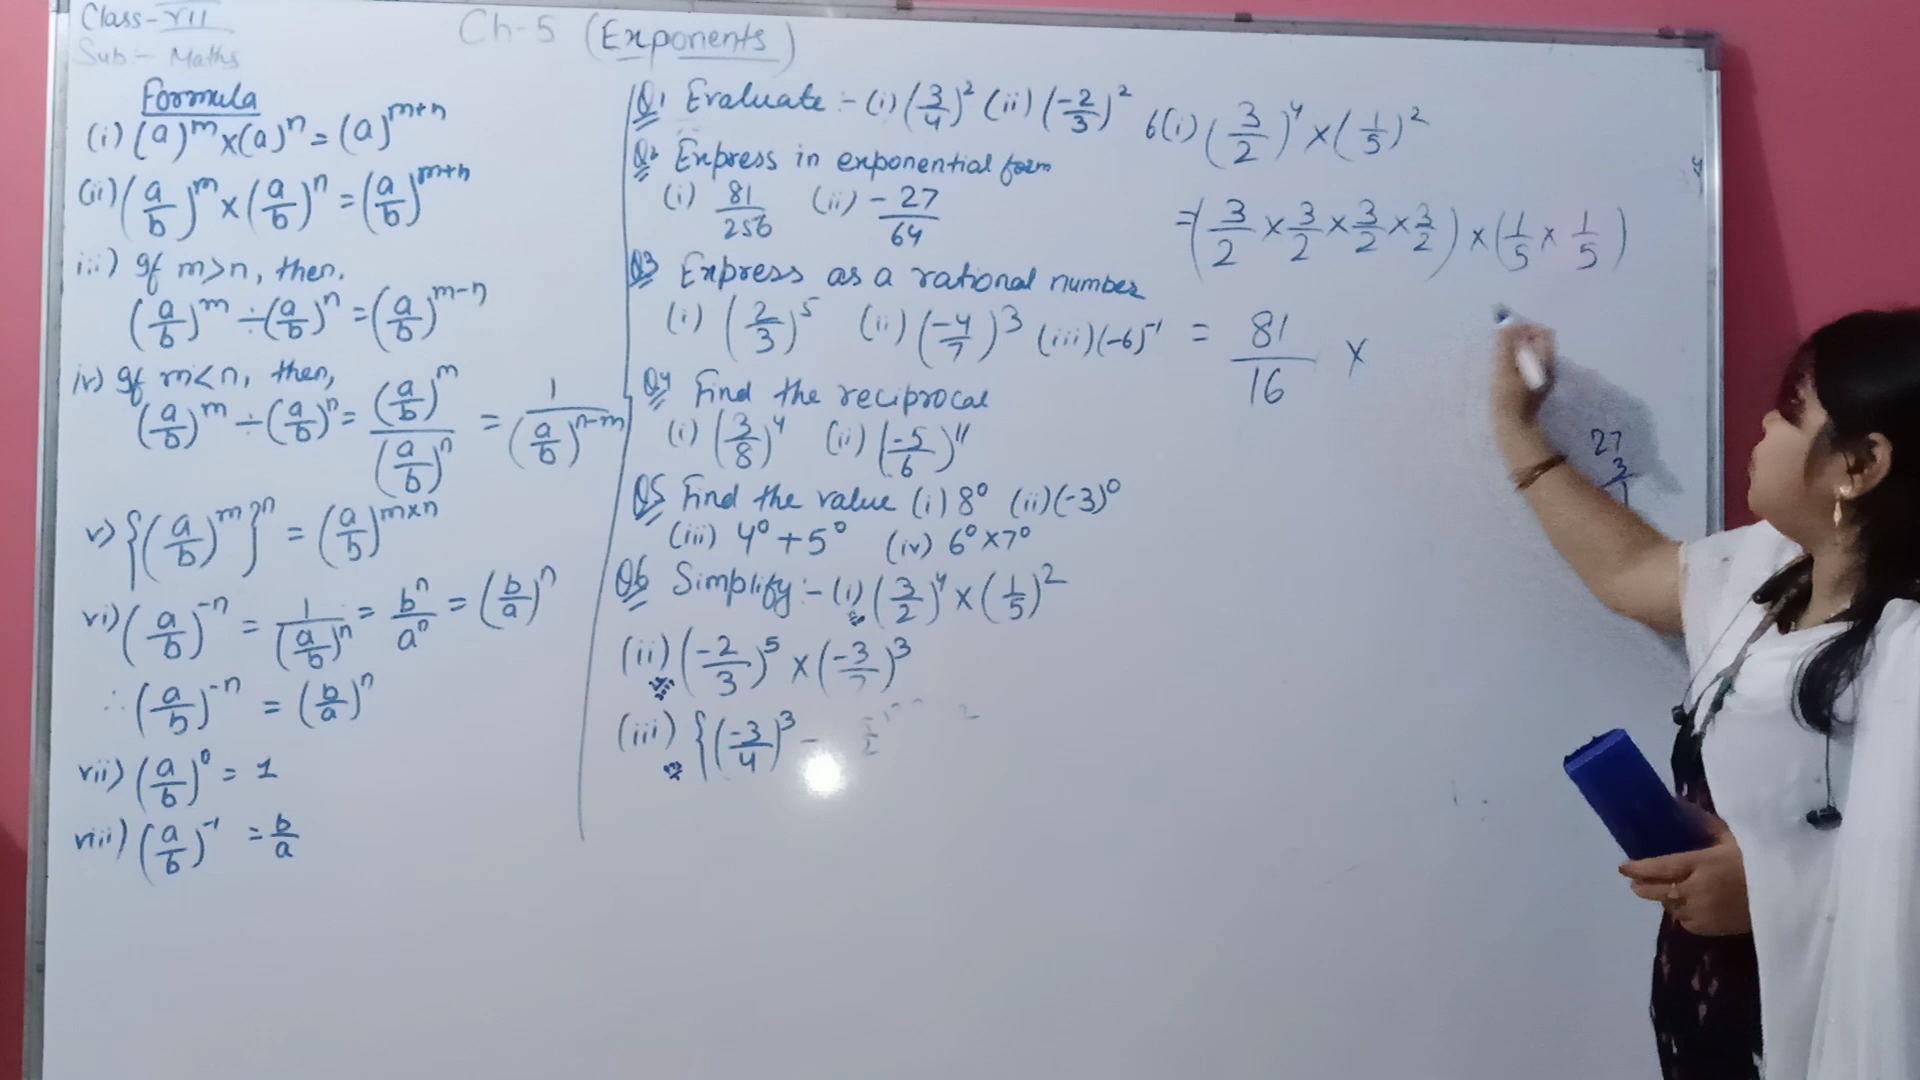 Class-VII
Sub:- Maths
Ch-5 (Exponents)
Formula
(i) (a)^m×(a)^n = (a)^m+n
(ii) (a/b)^m × (a/b)^n = (a/b)^m+n
iii) If m>n, then.
(a/b)^m ÷ (a/b)^n = (a/b)^m-n
iv) If m<n, then,
(a/b)^m ÷ (a/b)^n = (a/b)^m/(a/b)^n = 1/(a/b)^n-m
v) {(a/b)^m}^n = (a/b)^m×n
vi) (a/b)^-n = 1/(a/b)^n = b^n/a^n = (b/a)^n
∴ (a/b)^-n = (b/a)^n
vii) (a/b)^0 = 1
viii) (a/b)^-1 = b/a
Q1 Evaluate:- (i) (3/4)^2 (ii) (-2/3)^2
Q2 Express in exponential form
(i) 81/256 (ii) -27/64
Q3 Express as a rational number
(i) (2/3)^5 (ii) (-4/7)^3 (iii) (-6)^-1
Q4 Find the reciprocal
(i) (3/8)^4 (ii) (-5/6)^11
Q5 Find the value (i) 8^0 (ii) (-3)^0
(iii) 4^0+5^0 (iv) 6^0×7^0
Q6 Simplify:- (i) (3/2)^4×(1/5)^2
(ii) (-2/3)^5×(-3/7)^3
(iii) {(-3/4)^3 -
6(i) (3/2)^4×(1/5)^2
=(3/2×3/2×3/2×3/2)×(1/5×1/5)
= 81/16 ×
27
3